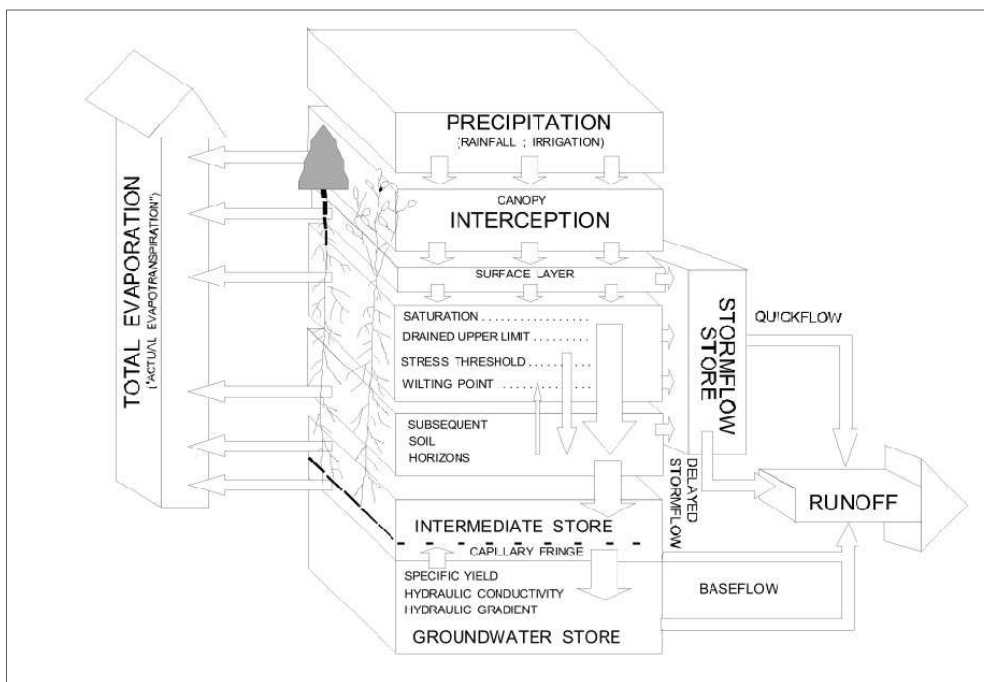 PRECIPITATION
(RAINFALL ; IRRIGATION)
CANOPY
INTERCEPTION
SURFACE LAYER
SATURATION . . . . . . . . . . . . . . . .
DRAINED UPPER LIMIT . . . . . . . .
STRESS THRESHOLD . . . . . . . . .
WILTING POINT . . . . . . . . . . . . .
SUBSEQUENT
SOIL
HORIZONS
INTERMEDIATE STORE
CAPILLARY FRINGE
SPECIFIC YIELD
HYDRAULIC CONDUCTIVITY
HYDRAULIC GRADIENT
GROUNDWATER STORE
TOTAL EVAPORATION
("ACTUAL EVAPOTRANSPIRATION")
STORMFLOW
STORE
QUICKFLOW
DELAYED
STORMFLOW
RUNOFF
BASEFLOW